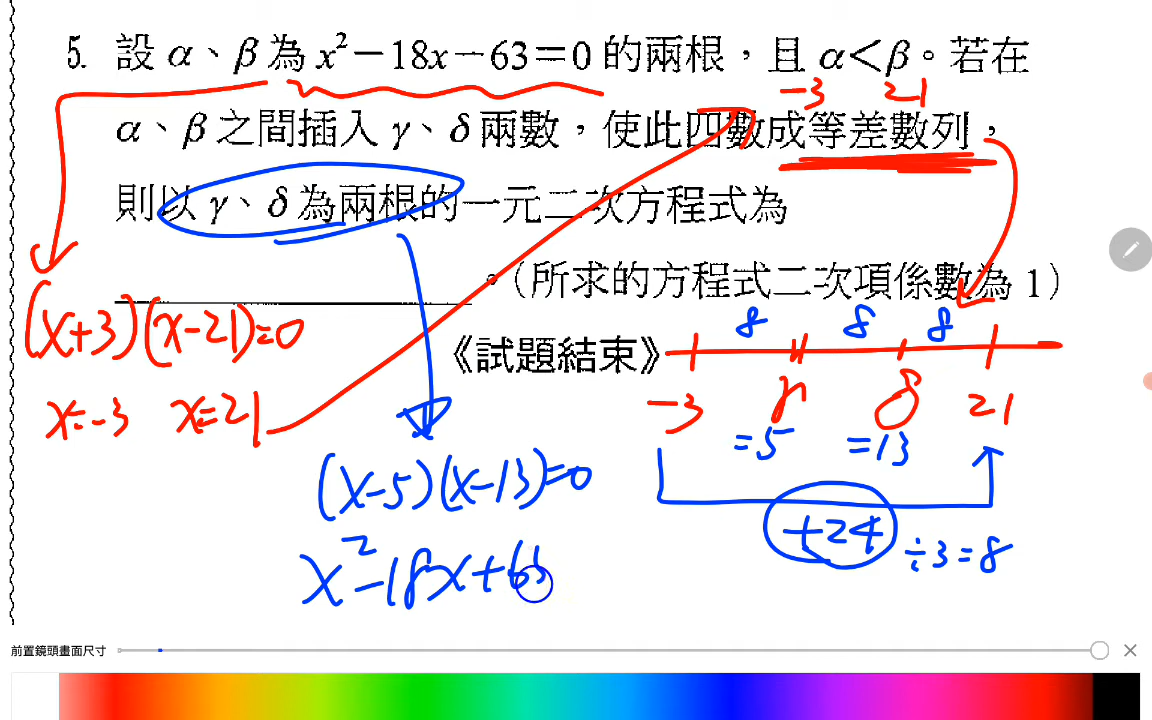 5. 設 α、β 為 x²−18x−63=0 的兩根，且 α<β。若在
−3 21
α、β 之間插入 γ、δ 兩數，使此四數成等差數列，
則以 γ、δ 為兩根的一元二次方程式為
。（所求的方程式二次項係數為 1）
(x+3)(x−21)=0
8 8 8
《試題結束》
−3 γ δ 21
x=−3 x=21
=5 =13
(x−5)(x−13)=0
+24 ÷3=8
x²−18x+65
前置鏡頭畫面尺寸